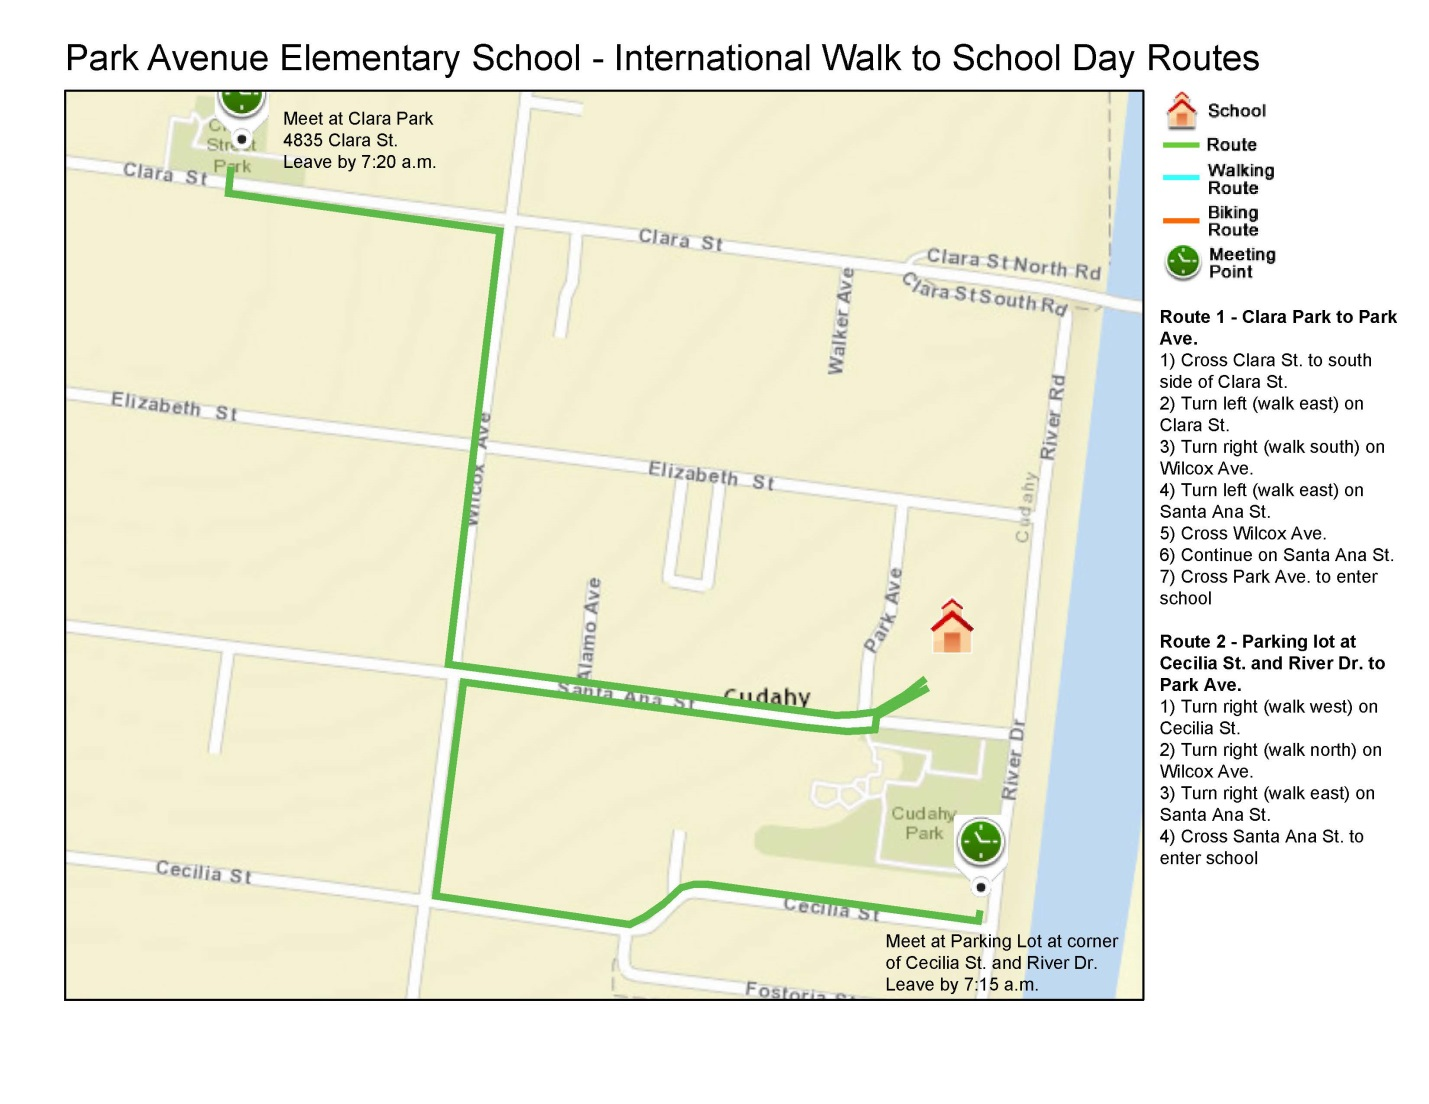 Park Avenue Elementary School - International Walk to School Day Routes
Meet at Clara Park
4835 Clara St.
Leave by 7:20 a.m.
Street
Park
Clara St
Clara St
Clara St North Rd
Clara St South Rd
Walker Ave
River Rd
Elizabeth St
Wilcox Ave
Elizabeth St
Cudahy
Park Ave
Alamo Ave
Santa Ana St
Cudahy
River Dr
Cudahy
Park
Cecilia St
Cecilia St
Meet at Parking Lot at corner
of Cecilia St. and River Dr.
Leave by 7:15 a.m.
Fostoria St
School
Route
Walking
Route
Biking
Route
Meeting
Point
Route 1 - Clara Park to Park
Ave.
1) Cross Clara St. to south
side of Clara St.
2) Turn left (walk east) on
Clara St.
3) Turn right (walk south) on
Wilcox Ave.
4) Turn left (walk east) on
Santa Ana St.
5) Cross Wilcox Ave.
6) Continue on Santa Ana St.
7) Cross Park Ave. to enter
school
Route 2 - Parking lot at
Cecilia St. and River Dr. to
Park Ave.
1) Turn right (walk west) on
Cecilia St.
2) Turn right (walk north) on
Wilcox Ave.
3) Turn right (walk east) on
Santa Ana St.
4) Cross Santa Ana St. to
enter school